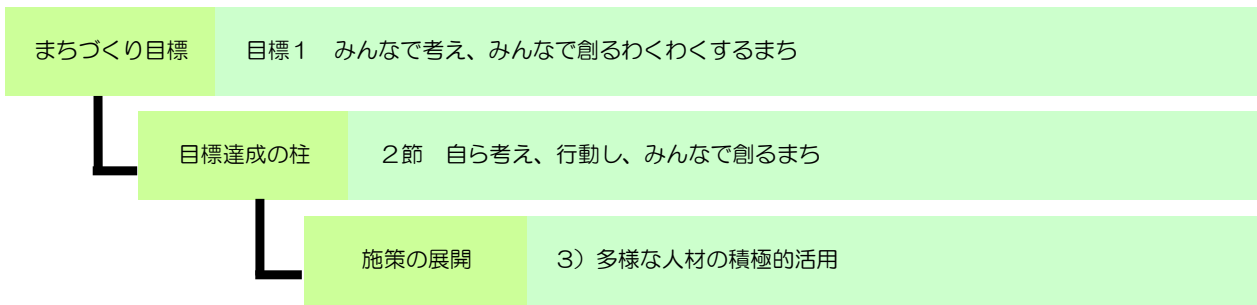 まちづくり目標　目標１　みんなで考え、みんなで創るわくわくするまち
目標達成の柱　２節　自ら考え、行動し、みんなで創るまち
施策の展開　３）多様な人材の積極的活用